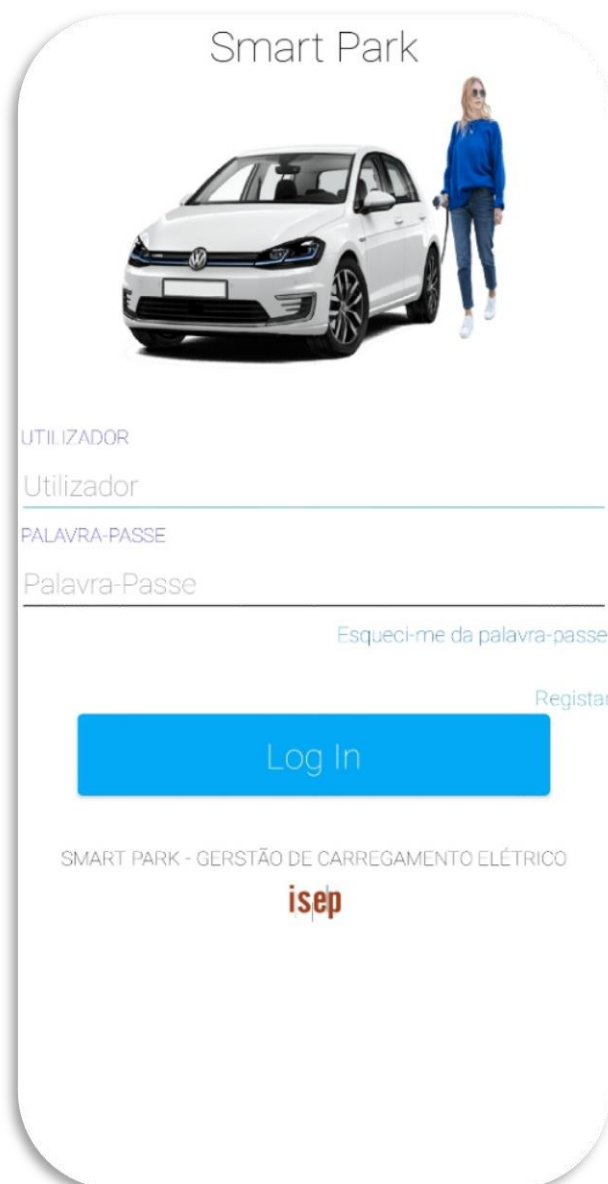 Smart Park
UTILIZADOR
Utilizador
PALAVRA-PASSE
Palavra-Passe
Esqueci-me da palavra-passe
Registar
Log In
SMART PARK - GERSTÃO DE CARREGAMENTO ELÉTRICO
isep